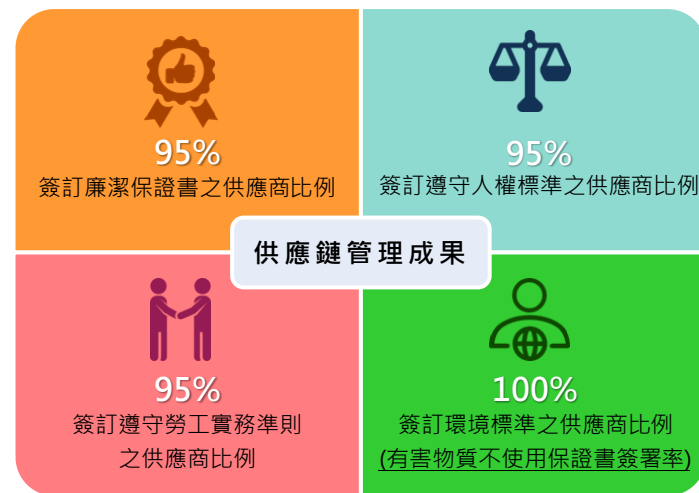 95%
簽訂廉潔保證書之供應商比例
95%
簽訂遵守人權標準之供應商比例
供應鏈管理成果
95%
簽訂遵守勞工實務準則
之供應商比例
100%
簽訂環境標準之供應商比例
(有害物質不使用保證書簽署率)